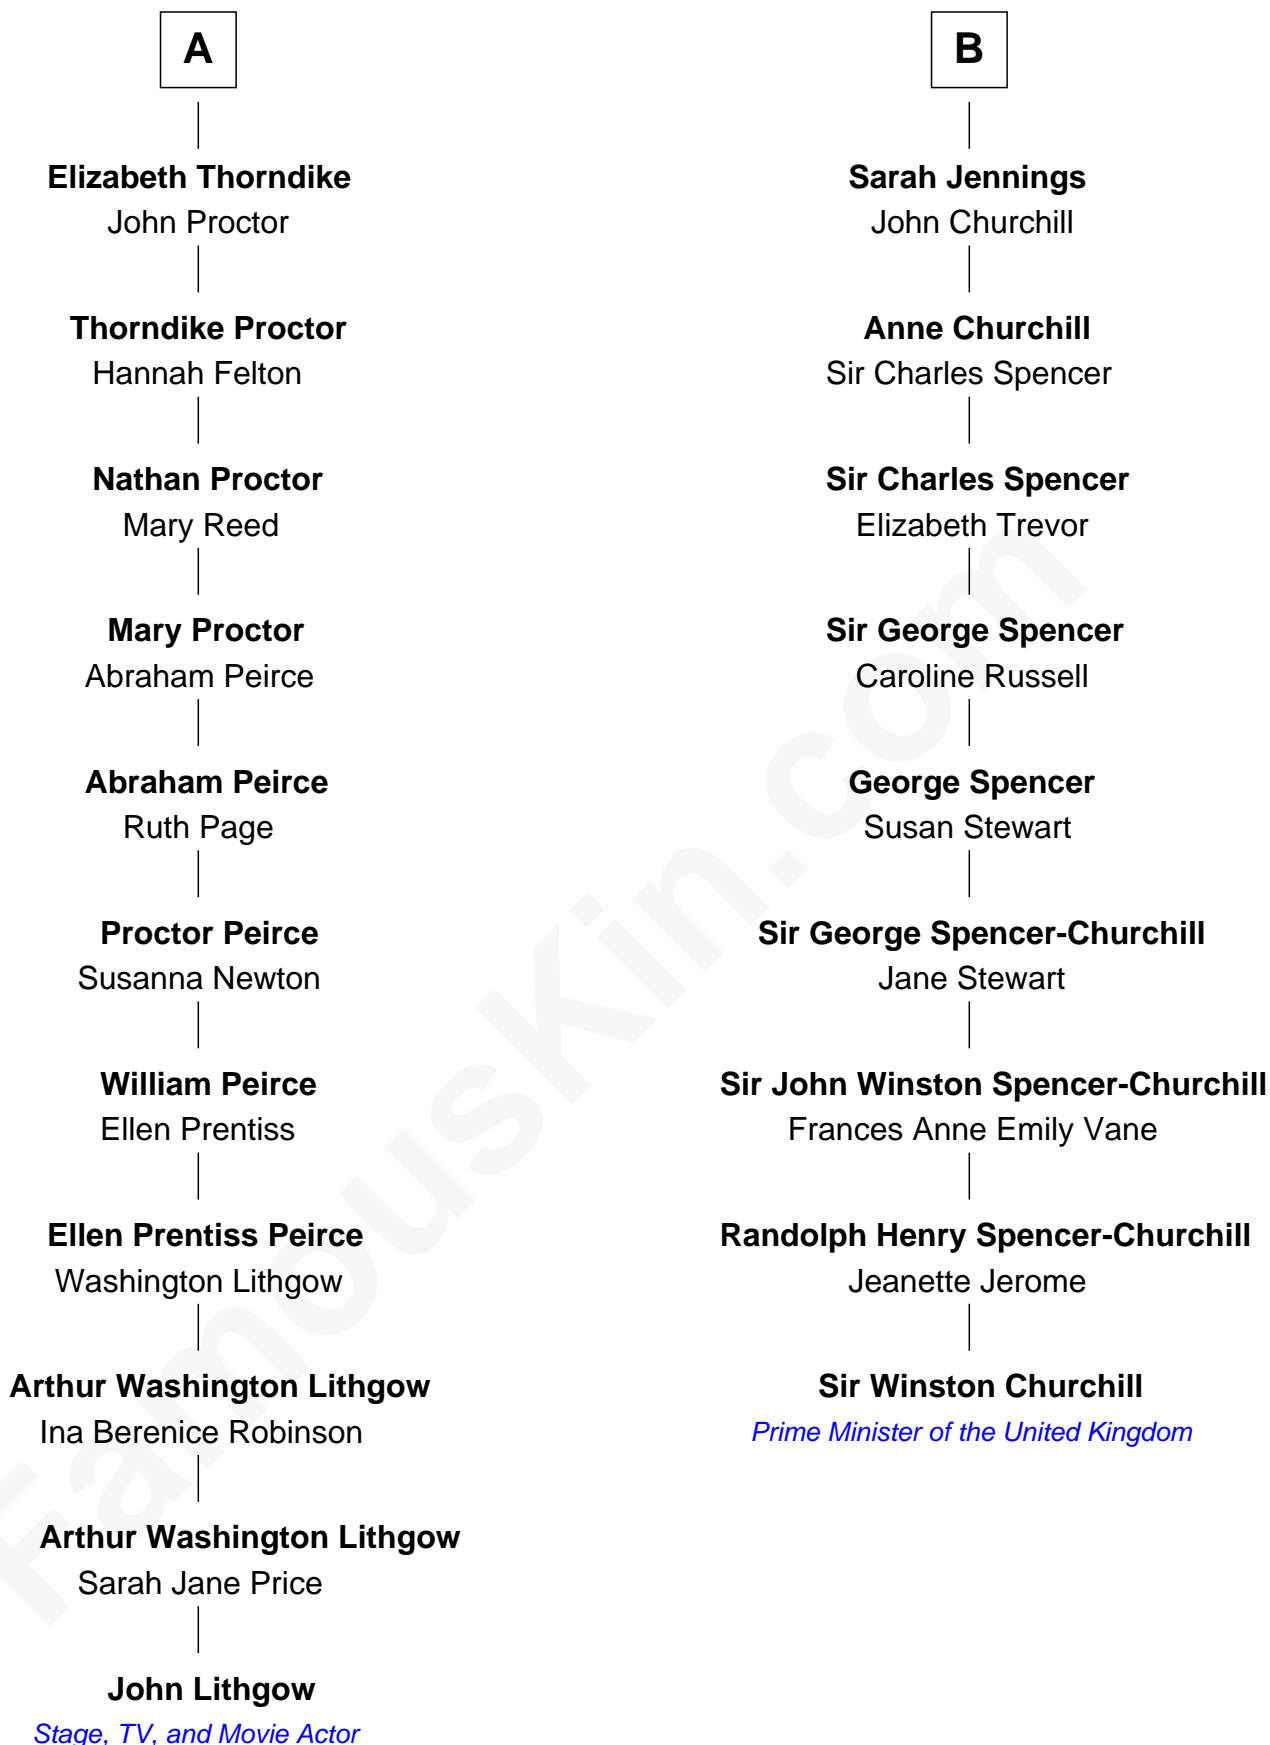 A
Elizabeth Thorndike
John Proctor
Thorndike Proctor
Hannah Felton
Nathan Proctor
Mary Reed
Mary Proctor
Abraham Peirce
Abraham Peirce
Ruth Page
Proctor Peirce
Susanna Newton
William Peirce
Ellen Prentiss
Ellen Prentiss Peirce
Washington Lithgow
Arthur Washington Lithgow
Ina Berenice Robinson
Arthur Washington Lithgow
Sarah Jane Price
John Lithgow
Stage, TV, and Movie Actor
B
Sarah Jennings
John Churchill
Anne Churchill
Sir Charles Spencer
Sir Charles Spencer
Elizabeth Trevor
Sir George Spencer
Caroline Russell
George Spencer
Susan Stewart
Sir George Spencer-Churchill
Jane Stewart
Sir John Winston Spencer-Churchill
Frances Anne Emily Vane
Randolph Henry Spencer-Churchill
Jeanette Jerome
Sir Winston Churchill
Prime Minister of the United Kingdom
FamousKin.com